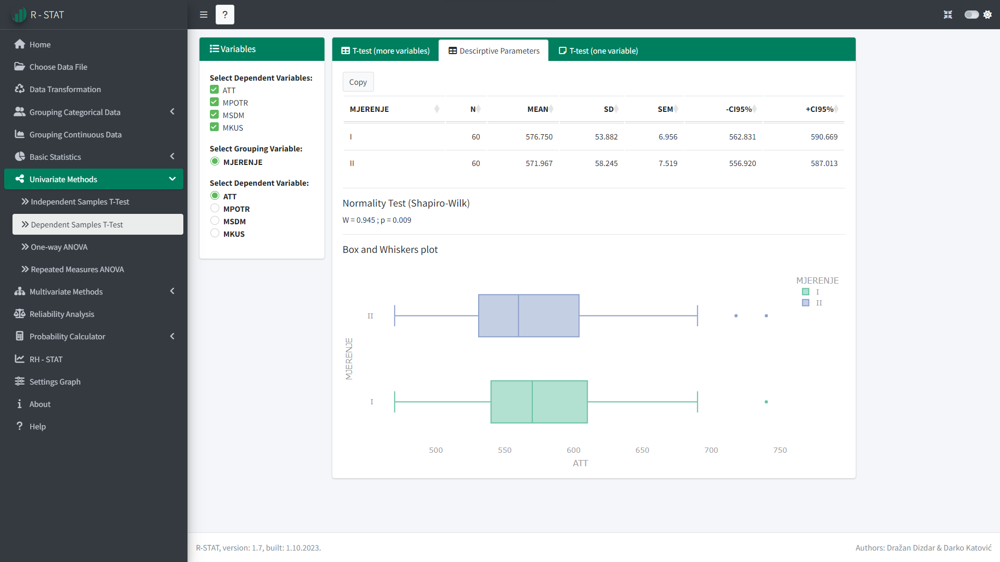 R - STAT
?
Home
Choose Data File
Data Transformation
Grouping Categorical Data
Grouping Continuous Data
Basic Statistics
Univariate Methods
Independent Samples T-Test
Dependent Samples T-Test
One-way ANOVA
Repeated Measures ANOVA
Multivariate Methods
Reliability Analysis
Probability Calculator
RH - STAT
Settings Graph
About
Help
Variables
Select Dependent Variables:
ATT
MPOTR
MSDM
MKUS
Select Grouping Variable:
MJERENJE
Select Dependent Variable:
ATT
MPOTR
MSDM
MKUS
T-test (more variables) Descirptive Parameters T-test (one variable)
Copy
MJERENJE N MEAN SD SEM -CI95% +CI95%
I 60 576.750 53.882 6.956 562.831 590.669
II 60 571.967 58.245 7.519 556.920 587.013
Normality Test (Shapiro-Wilk)
W = 0.945 ; p = 0.009
Box and Whiskers plot
MJERENJE
I
II
II
MJERENJE
I
500 550 600 650 700 750
ATT
R-STAT, version: 1.7, built: 1.10.2023.
Authors: Dražan Dizdar & Darko Katović